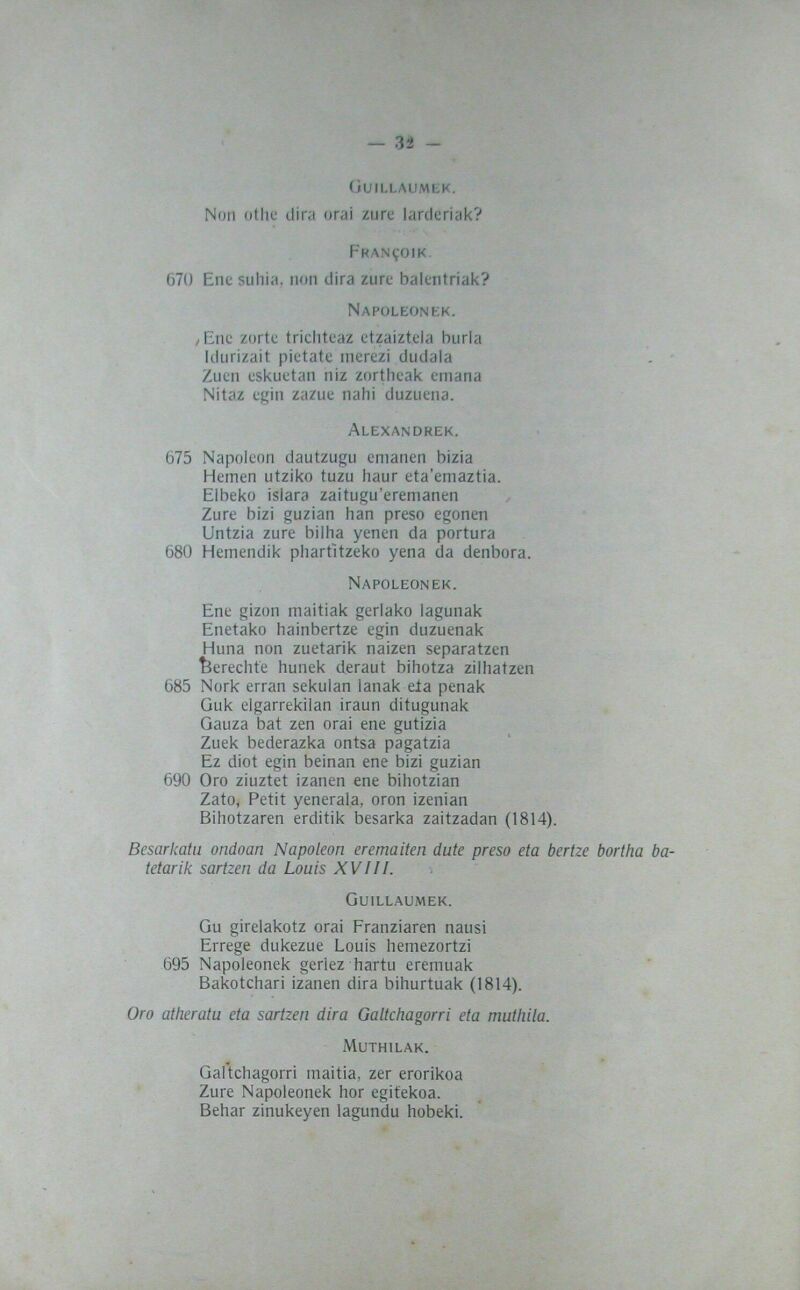 — 32 —
GUILLAUMEK.
Non othe dira orai zure larderiak?
FRANÇOIK.
670 Ene suhia, non dira zure balentriak?
NAPOLEONEK.
Ene zorte trichteaz etzaiztela burla
Idurizait pietate merezi dudala
Zuen eskuetan niz zortheak emana
Nitaz egin zazue nahi duzuena.
ALEXANDREK.
675 Napoleon dautzugu emanen bizia
Hemen utziko tuzu haur eta'emaztia.
Elbeko islara zaitugu'eremanen
Zure bizi guzian han preso egonen
Untzia zure bilha yenen da portura
680 Hemendik phartitzeko yena da denbora.
NAPOLEONEK.
Ene gizon maitiak gerlako lagunak
Enetako hainbertze egin duzuenak
Huna non zuetarik naizen separatzen
Berechte hunek deraut bihotza zilhatzen
685 Nork erran sekulan lanak eta penak
Guk elgarrekilan iraun ditugunak
Gauza bat zen orai ene gutizia
Zuek bederazka ontsa pagatzia
Ez diot egin beinan ene bizi guzian
690 Oro ziuztet izanen ene bihotzian
Zato, Petit yenerala, oron izenian
Bihotzaren erditik besarka zaitzadan (1814).
Besarkatu ondoan Napoleon eremaiten dute preso eta bertze bortha ba-
tetarik sartzen da Louis XVIII.
GUILLAUMEK.
Gu girelakotz orai Franziaren nausi
Errege dukezue Louis hemezortzi
695 Napoleonek gerlez hartu eremuak
Bakotchari izanen dira bihurtuak (1814).
Oro atheratu eta sartzen dira Galtchagorri eta muthila.
MUTHILAK.
Galtchagorri maitia, zer erorikoa
Zure Napoleonek hor egitekoa.
Behar zinukeyen lagundu hobeki.